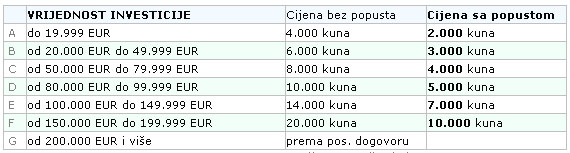 VRIJEDNOST INVESTICIJE Cijena bez popusta Cijena sa popustom
A do 19.999 EUR 4.000 kuna 2.000 kuna
B od 20.000 EUR do 49.999 EUR 6.000 kuna 3.000 kuna
C od 50.000 EUR do 79.999 EUR 8.000 kuna 4.000 kuna
D od 80.000 EUR do 99.999 EUR 10.000 kuna 5.000 kuna
E od 100.000 EUR do 149.999 EUR 14.000 kuna 7.000 kuna
F od 150.000 EUR do 199.999 EUR 20.000 kuna 10.000 kuna
G od 200.000 EUR i više prema pos. dogovoru